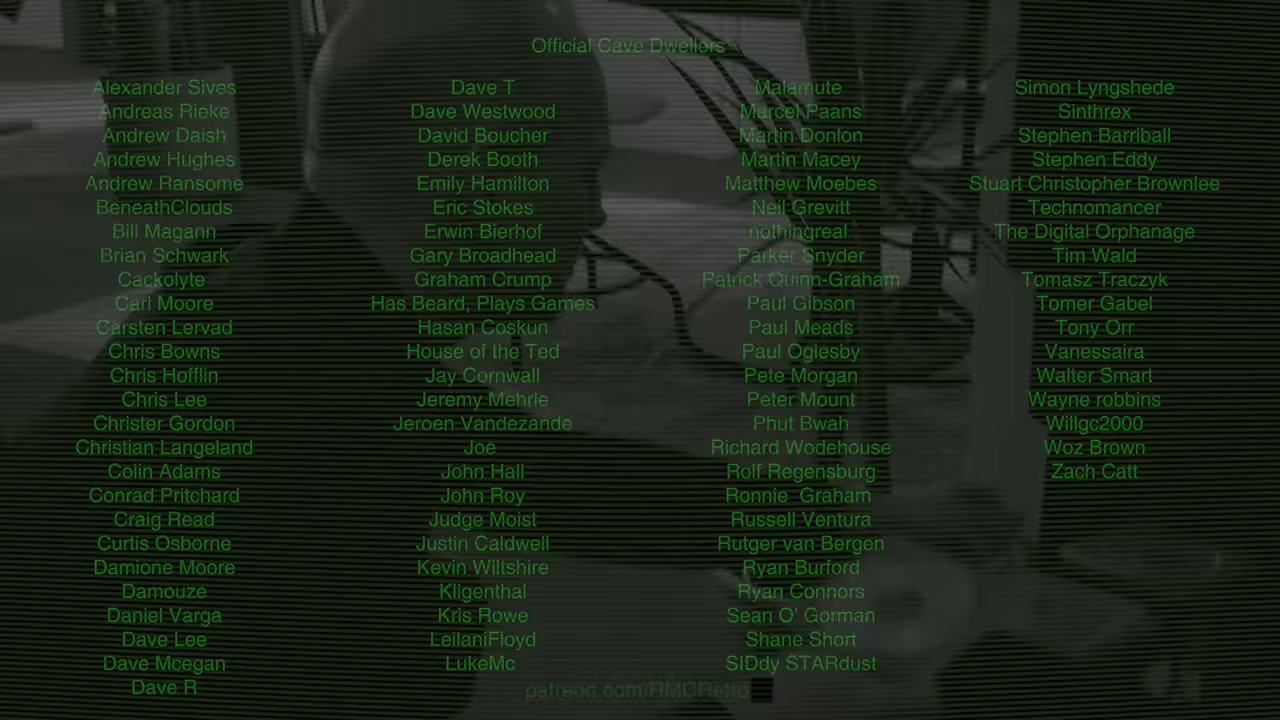 Official Cave Dwellers
Alexander Sives
Andreas Rieke
Andrew Daish
Andrew Hughes
Andrew Ransome
BeneathClouds
Bill Magann
Brian Schwark
Cackolyte
Carl Moore
Carsten Lervad
Chris Bowns
Chris Hofflin
Chris Lee
Christer Gordon
Christian Langeland
Colin Adams
Conrad Pritchard
Craig Read
Curtis Osborne
Damione Moore
Damouze
Daniel Varga
Dave Lee
Dave Mcegan
Dave R
Dave T
Dave Westwood
David Boucher
Derek Booth
Emily Hamilton
Eric Stokes
Erwin Bierhof
Gary Broadhead
Graham Crump
Has Beard, Plays Games
Hasan Coskun
House of the Ted
Jay Cornwall
Jeremy Mehrle
Jeroen Vandezande
Joe
John Hall
John Roy
Judge Moist
Justin Caldwell
Kevin Wiltshire
Kligenthal
Kris Rowe
LeilaniFloyd
LukeMc
Malamute
Marcel Paans
Martin Donlon
Martin Macey
Matthew Moebes
Neil Grevitt
nothingreal
Parker Snyder
Patrick Quinn-Graham
Paul Gibson
Paul Meads
Paul Oglesby
Pete Morgan
Peter Mount
Phut Bwah
Richard Wodehouse
Rolf Regensburg
Ronnie  Graham
Russell Ventura
Rutger van Bergen
Ryan Burford
Ryan Connors
Sean O' Gorman
Shane Short
SIDdy STARdust
Simon Lyngshede
Sinthrex
Stephen Barriball
Stephen Eddy
Stuart Christopher Brownlee
Technomancer
The Digital Orphanage
Tim Wald
Tomasz Traczyk
Tomer Gabel
Tony Orr
Vanessaira
Walter Smart
Wayne robbins
Willgc2000
Woz Brown
Zach Catt
patreon.com/RMCRetro